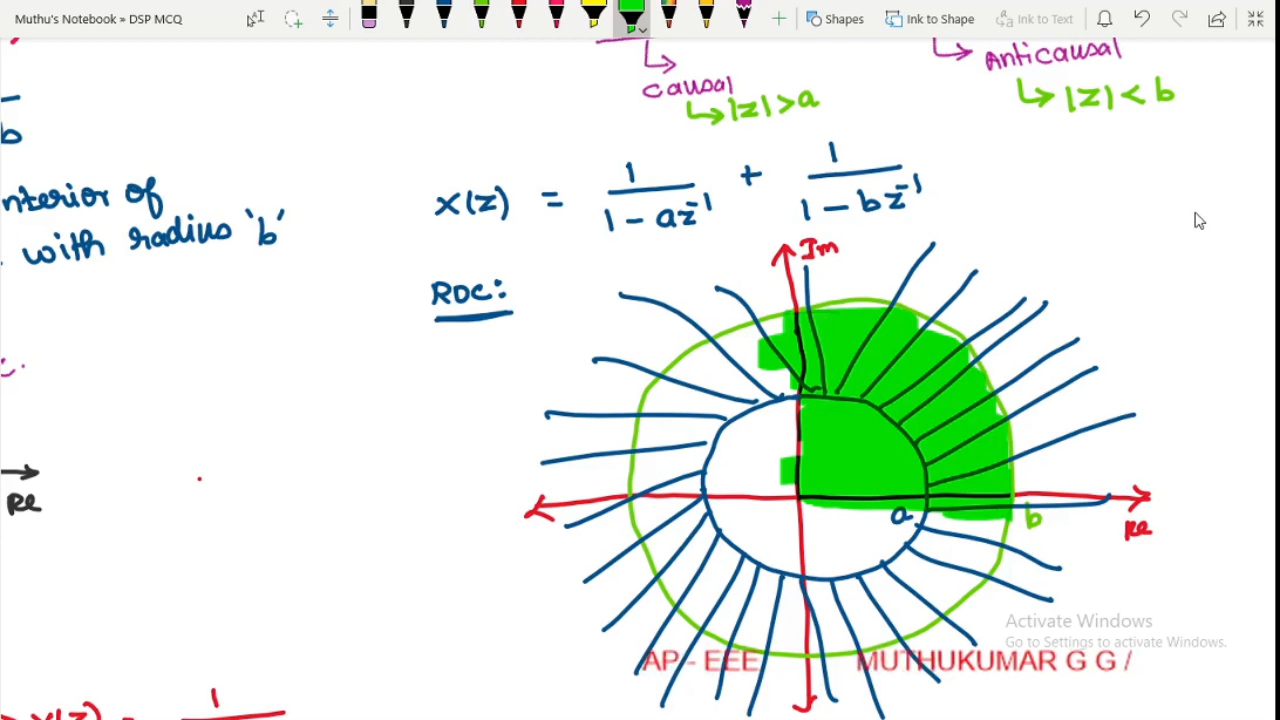 Muthu's Notebook » DSP MCQ
Shapes
Ink to Shape
Ink to Text
causal
↳ |z| > a
Anticausal
↳ |z| < b
b
nterior of
with radius 'b'
X(z) = 1 / (1 - az⁻¹) + 1 / (1 - bz⁻¹)
ROC:
Im
a
b
Re
Re
Activate Windows
Go to Settings to activate Windows.
AP - EEE MUTHUKUMAR G G /
X(z) = 1